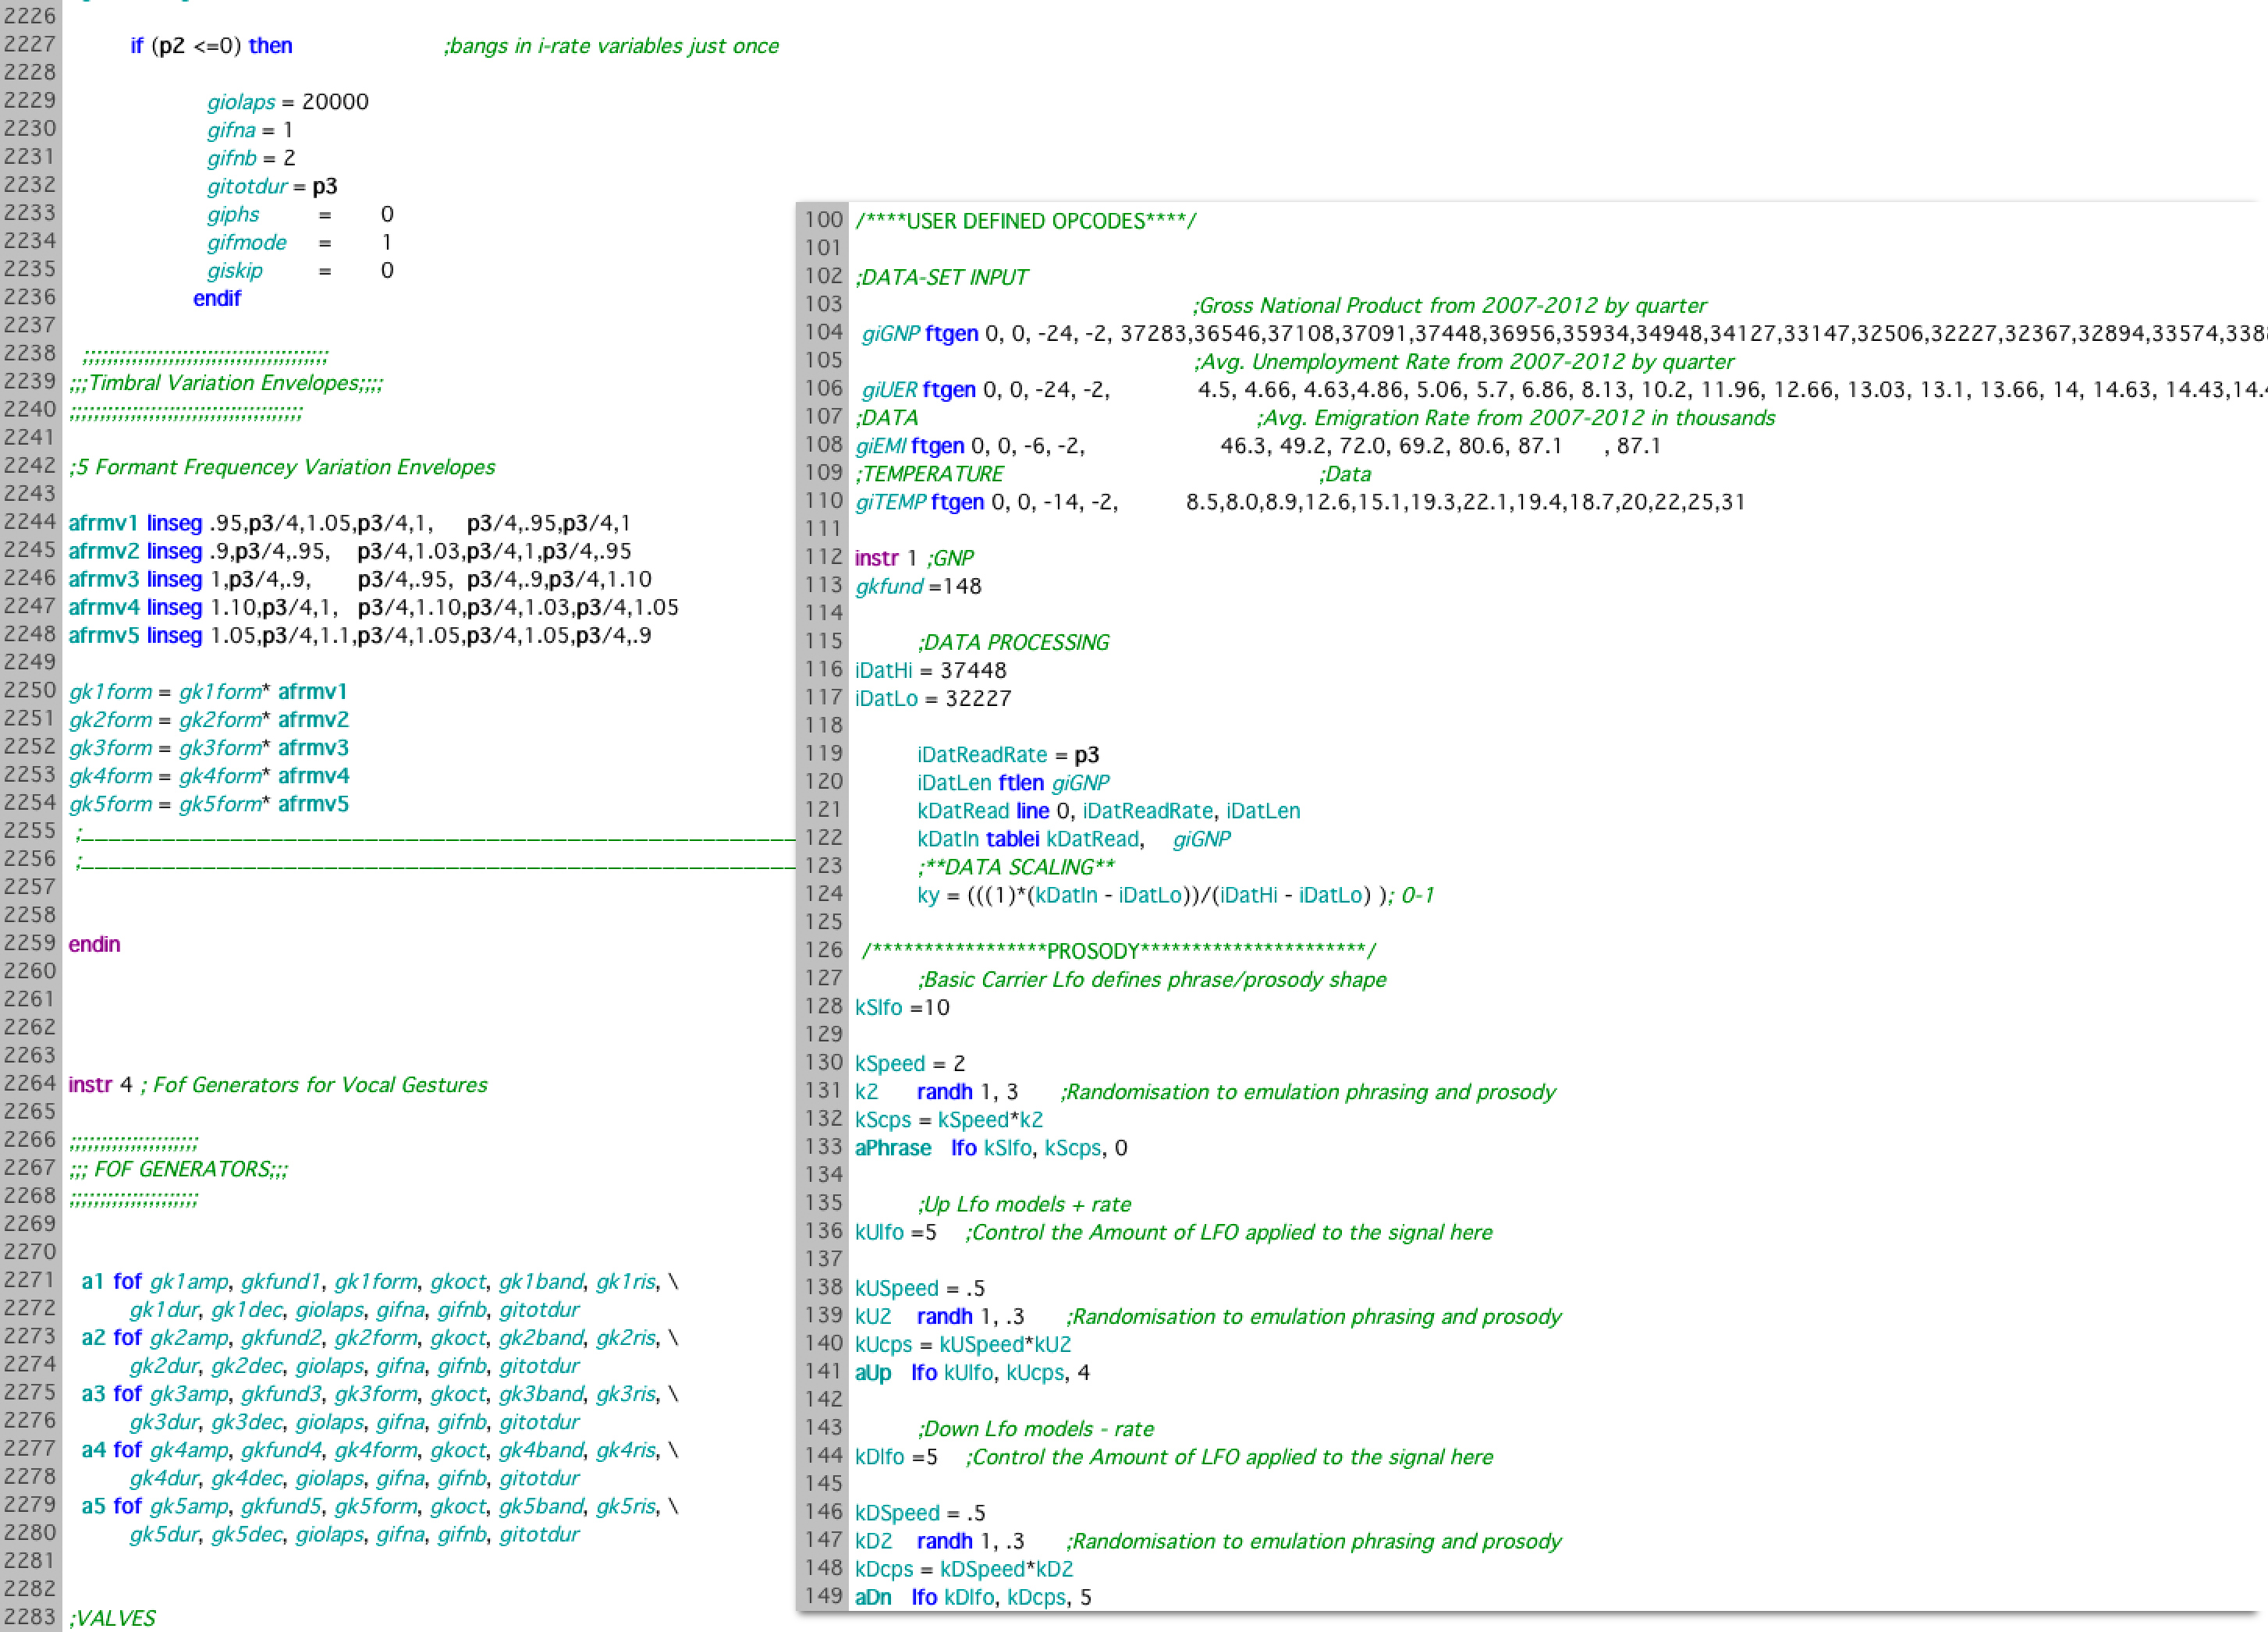 2226
2227 if (p2 <=0) then ;bangs in i-rate variables just once
2228
2229 giolaps = 20000
2230 gifna = 1
2231 gifnb = 2
2232 gitotdur = p3
2233 giphs = 0
2234 gifmode = 1
2235 giskip = 0
2236 endif
2237
2238 ;;;;;;;;;;;;;;;;;;;;;;;;;;;;;;;;;;;;;;;;
2239 ;;;Timbral Variation Envelopes;;;;
2240 ;;;;;;;;;;;;;;;;;;;;;;;;;;;;;;;;;;;;;;
2241
2242 ;5 Formant Frequencey Variation Envelopes
2243
2244 afrmv1 linseg .95,p3/4,1.05,p3/4,1, p3/4,.95,p3/4,1
2245 afrmv2 linseg .9,p3/4,.95, p3/4,1.03,p3/4,1,p3/4,.95
2246 afrmv3 linseg 1,p3/4,.9, p3/4,.95, p3/4,.9,p3/4,1.10
2247 afrmv4 linseg 1.10,p3/4,1, p3/4,1.10,p3/4,1.03,p3/4,1.05
2248 afrmv5 linseg 1.05,p3/4,1.1,p3/4,1.05,p3/4,1.05,p3/4,.9
2249
2250 gk1form = gk1form* afrmv1
2251 gk2form = gk2form* afrmv2
2252 gk3form = gk3form* afrmv3
2253 gk4form = gk4form* afrmv4
2254 gk5form = gk5form* afrmv5
2255 ;_____________________________________________________
2256 ;_____________________________________________________
2257
2258
2259 endin
2260
2261
2262
2263
2264 instr 4 ; Fof Generators for Vocal Gestures
2265
2266 ;;;;;;;;;;;;;;;;;;;;;
2267 ;;; FOF GENERATORS;;;
2268 ;;;;;;;;;;;;;;;;;;;;;
2269
2270
2271 a1 fof gk1amp, gkfund1, gk1form, gkoct, gk1band, gk1ris, \
2272 gk1dur, gk1dec, giolaps, gifna, gifnb, gitotdur
2273 a2 fof gk2amp, gkfund2, gk2form, gkoct, gk2band, gk2ris, \
2274 gk2dur, gk2dec, giolaps, gifna, gifnb, gitotdur
2275 a3 fof gk3amp, gkfund3, gk3form, gkoct, gk3band, gk3ris, \
2276 gk3dur, gk3dec, giolaps, gifna, gifnb, gitotdur
2277 a4 fof gk4amp, gkfund4, gk4form, gkoct, gk4band, gk4ris, \
2278 gk4dur, gk4dec, giolaps, gifna, gifnb, gitotdur
2279 a5 fof gk5amp, gkfund5, gk5form, gkoct, gk5band, gk5ris, \
2280 gk5dur, gk5dec, giolaps, gifna, gifnb, gitotdur
2281
2282
2283 ;VALVES
100 /****USER DEFINED OPCODES****/
101
102 ;DATA-SET INPUT
103 ;Gross National Product from 2007-2012 by quarter
104 giGNP ftgen 0, 0, -24, -2, 37283,36546,37108,37091,37448,36956,35934,34948,34127,33147,32506,32227,32367,32894,33574,338
105 ;Avg. Unemployment Rate from 2007-2012 by quarter
106 giUER ftgen 0, 0, -24, -2, 4.5, 4.66, 4.63,4.86, 5.06, 5.7, 6.86, 8.13, 10.2, 11.96, 12.66, 13.03, 13.1, 13.66, 14, 14.63, 14.43,14.
107 ;DATA ;Avg. Emigration Rate from 2007-2012 in thousands
108 giEMI ftgen 0, 0, -6, -2, 46.3, 49.2, 72.0, 69.2, 80.6, 87.1 , 87.1
109 ;TEMPERATURE ;Data
110 giTEMP ftgen 0, 0, -14, -2, 8.5,8.0,8.9,12.6,15.1,19.3,22.1,19.4,18.7,20,22,25,31
111
112 instr 1 ;GNP
113 gkfund =148
114
115 ;DATA PROCESSING
116 iDatHi = 37448
117 iDatLo = 32227
118
119 iDatReadRate = p3
120 iDatLen ftlen giGNP
121 kDatRead line 0, iDatReadRate, iDatLen
122 kDatIn tablei kDatRead, giGNP
123 ;**DATA SCALING**
124 ky = (((1)*(kDatIn - iDatLo))/(iDatHi - iDatLo) ); 0-1
125
126 /*****************PROSODY**********************/
127 ;Basic Carrier Lfo defines phrase/prosody shape
128 kSlfo =10
129
130 kSpeed = 2
131 k2 randh 1, 3 ;Randomisation to emulation phrasing and prosody
132 kScps = kSpeed*k2
133 aPhrase lfo kSlfo, kScps, 0
134
135 ;Up Lfo models + rate
136 kUlfo =5 ;Control the Amount of LFO applied to the signal here
137
138 kUSpeed = .5
139 kU2 randh 1, .3 ;Randomisation to emulation phrasing and prosody
140 kUcps = kUSpeed*kU2
141 aUp lfo kUlfo, kUcps, 4
142
143 ;Down Lfo models - rate
144 kDlfo =5 ;Control the Amount of LFO applied to the signal here
145
146 kDSpeed = .5
147 kD2 randh 1, .3 ;Randomisation to emulation phrasing and prosody
148 kDcps = kDSpeed*kD2
149 aDn lfo kDlfo, kDcps, 5